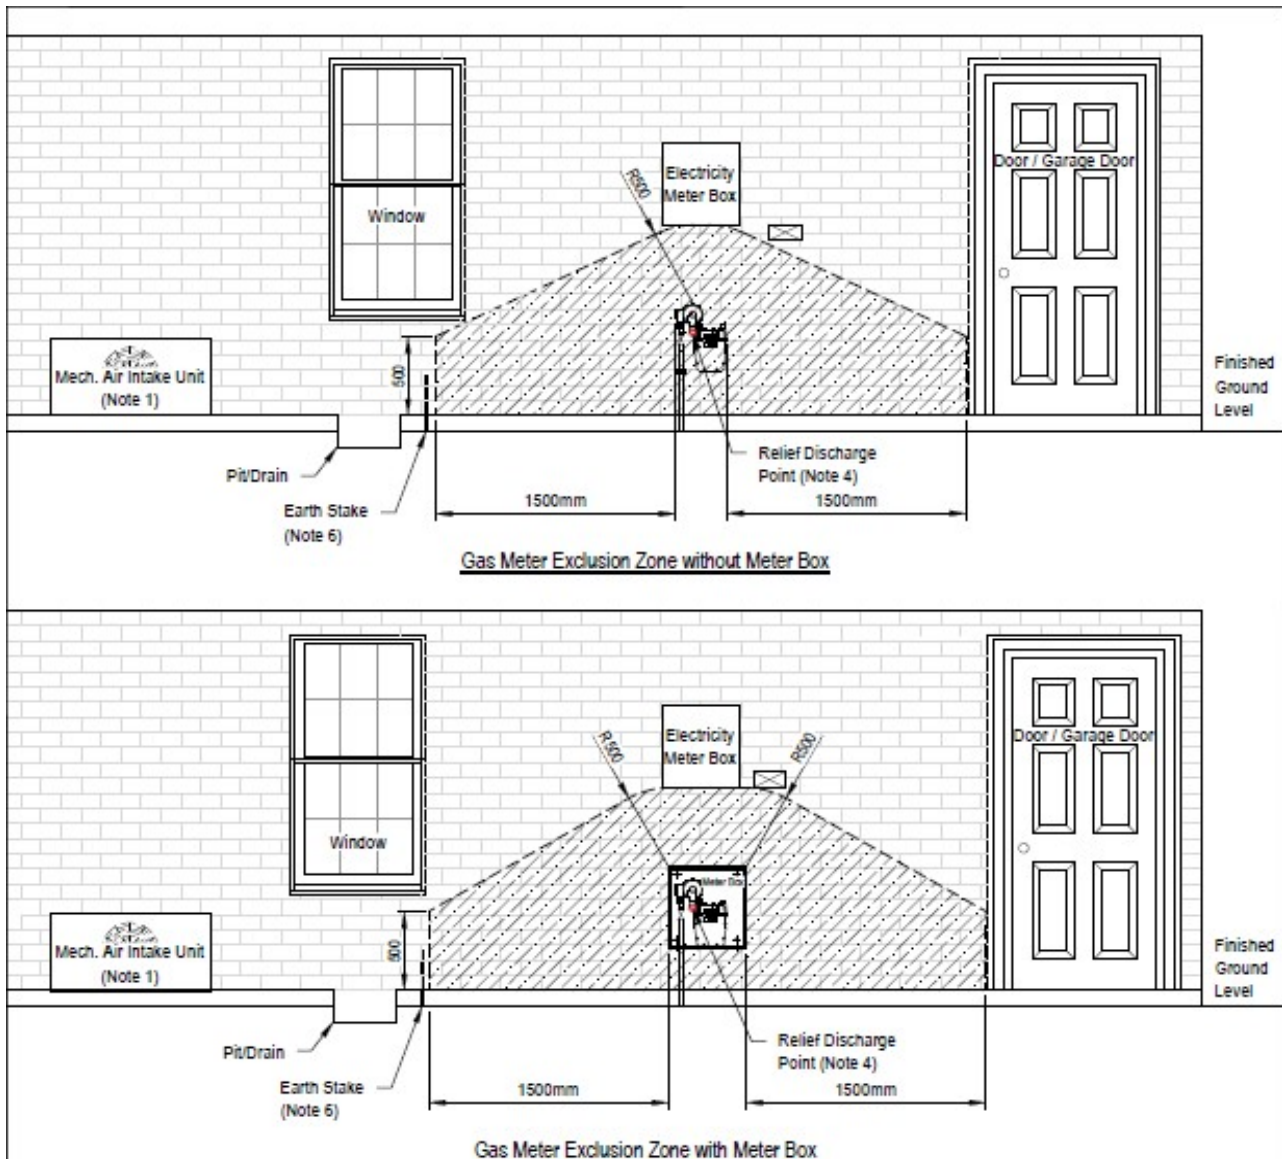 Electricity
Meter Box
R500
Window
Door / Garage Door
Mech. Air Intake Unit
(Note 1)
500
Finished
Ground
Level
Pit/Drain
Relief Discharge
Point (Note 4)
1500mm
1500mm
Earth Stake
(Note 6)
Gas Meter Exclusion Zone without Meter Box
Electricity
Meter Box
R500
R500
Door / Garage Door
Window
Meter Box
Mech. Air Intake Unit
(Note 1)
500
Finished
Ground
Level
Pit/Drain
Relief Discharge
Point (Note 4)
Earth Stake
(Note 6)
1500mm
1500mm
Gas Meter Exclusion Zone with Meter Box